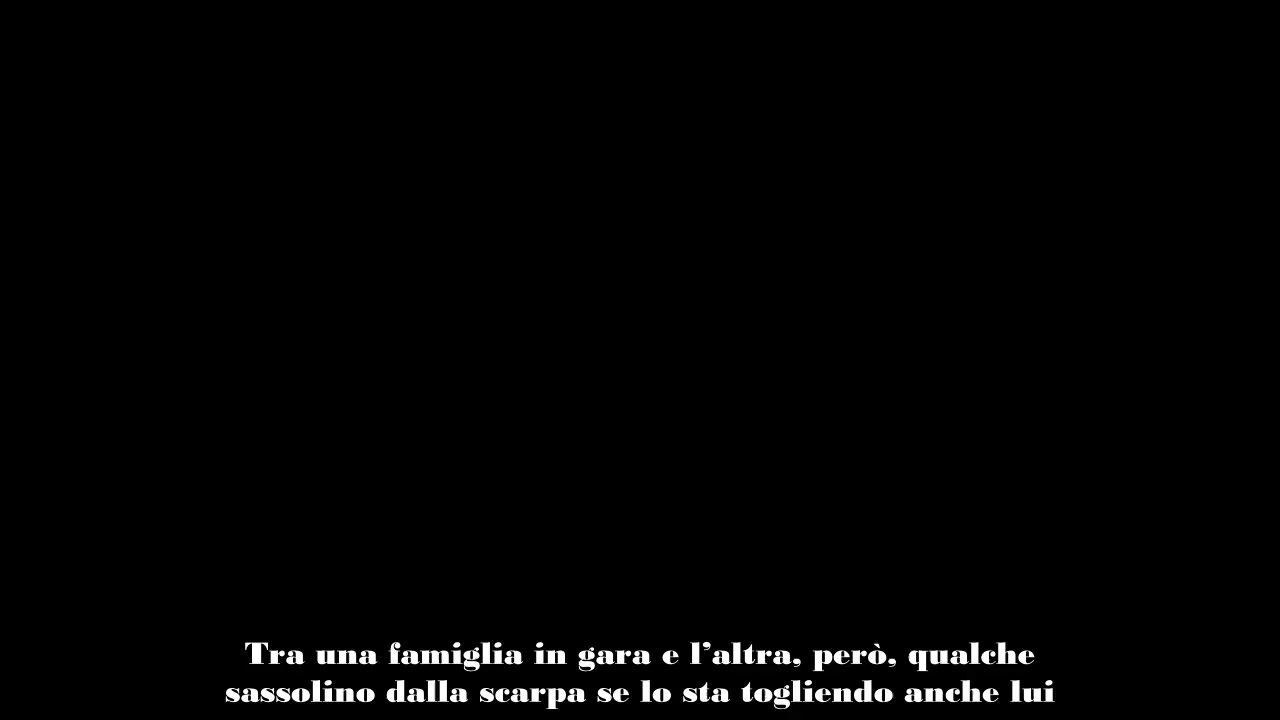 Tra una famiglia in gara e l’altra, però, qualche
sassolino dalla scarpa se lo sta togliendo anche lui